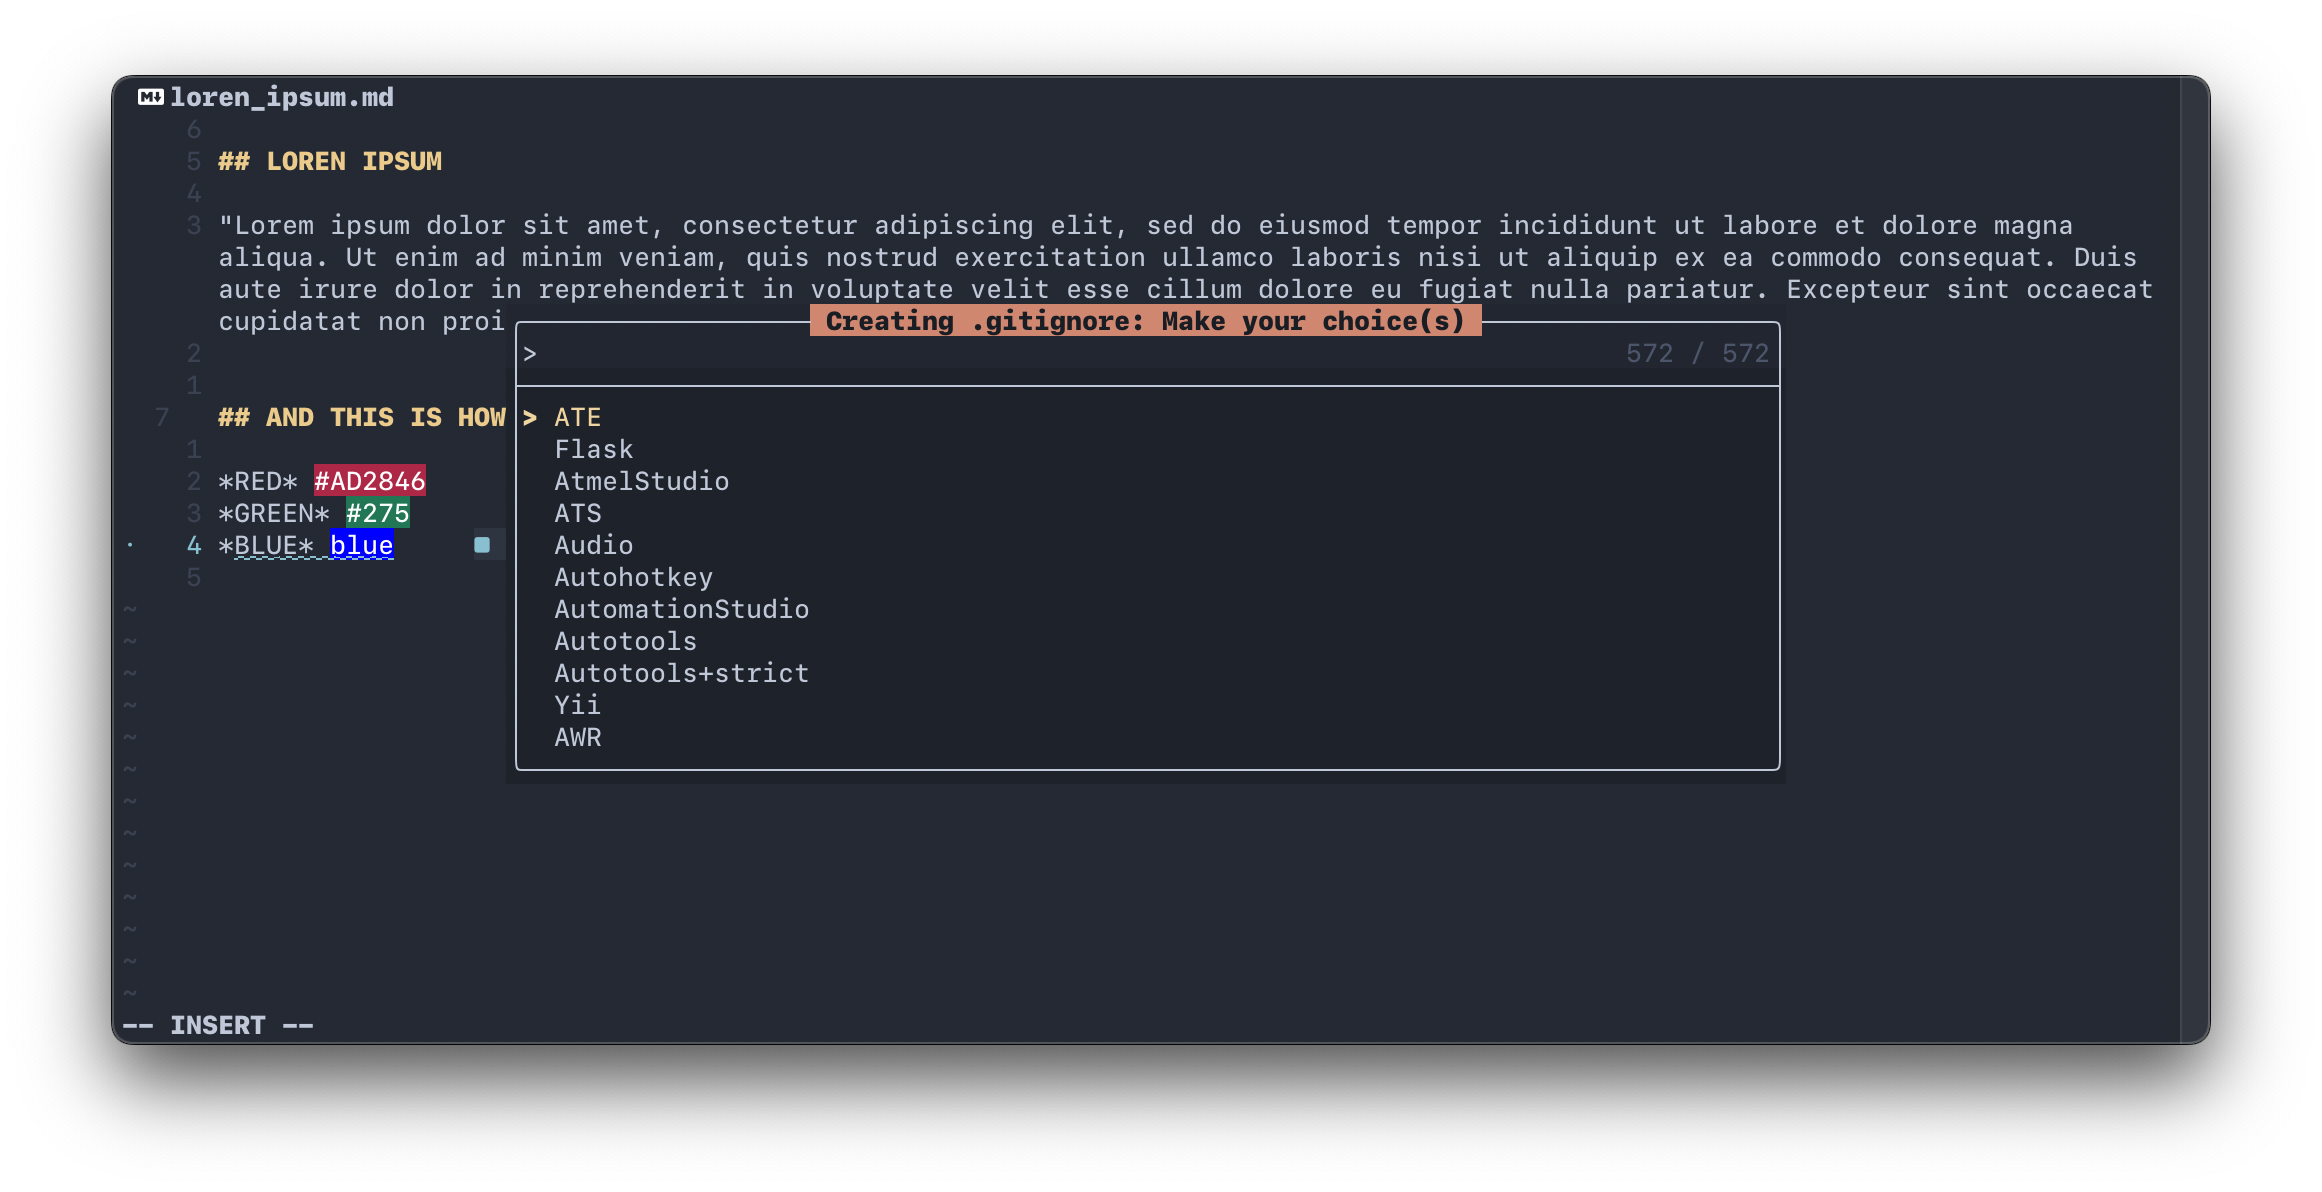 M↓ loren_ipsum.md
6
5 ## LOREN IPSUM
4
3 "Lorem ipsum dolor sit amet, consectetur adipiscing elit, sed do eiusmod tempor incididunt ut labore et dolore magna
aliqua. Ut enim ad minim veniam, quis nostrud exercitation ullamco laboris nisi ut aliquip ex ea commodo consequat. Duis
aute irure dolor in reprehenderit in voluptate velit esse cillum dolore eu fugiat nulla pariatur. Excepteur sint occaecat
cupidatat non proi
2
1
7 ## AND THIS IS HOW
1
2 *RED* #AD2846
3 *GREEN* #275
· 4 *BLUE* blue ■
5
~
~
~
~
~
~
~
~
~
~
~
~
~
-- INSERT --
Creating .gitignore: Make your choice(s)
> 572 / 572
> ATE
Flask
AtmelStudio
ATS
Audio
Autohotkey
AutomationStudio
Autotools
Autotools+strict
Yii
AWR